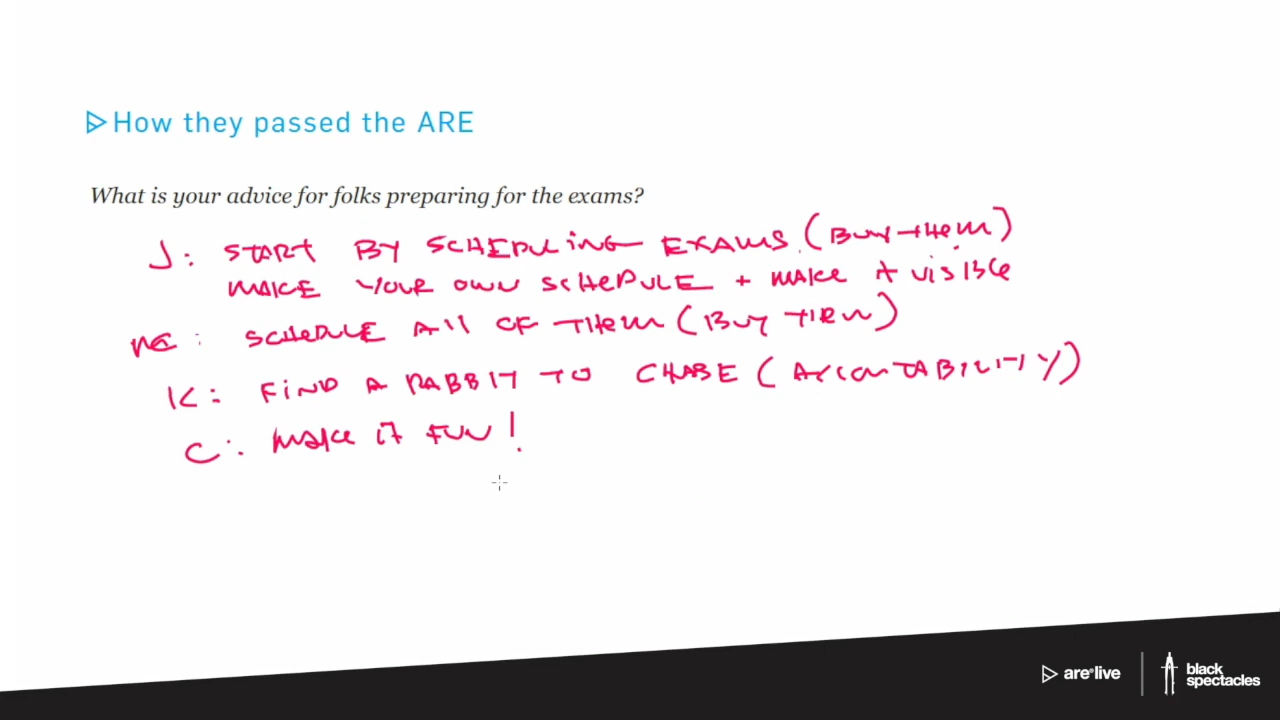 How they passed the ARE
What is your advice for folks preparing for the exams?
J: START BY SCHEDULING EXAMS (BUY THEM)
MAKE YOUR OWN SCHEDULE + MAKE IT VISIBLE
SCHEDULE ALL OF THEM (BUY THEM)
K: FIND A RABBIT TO CHASE (ACCONTABILITY)
C: MAKE IT FUN!
are live
black
spectacles